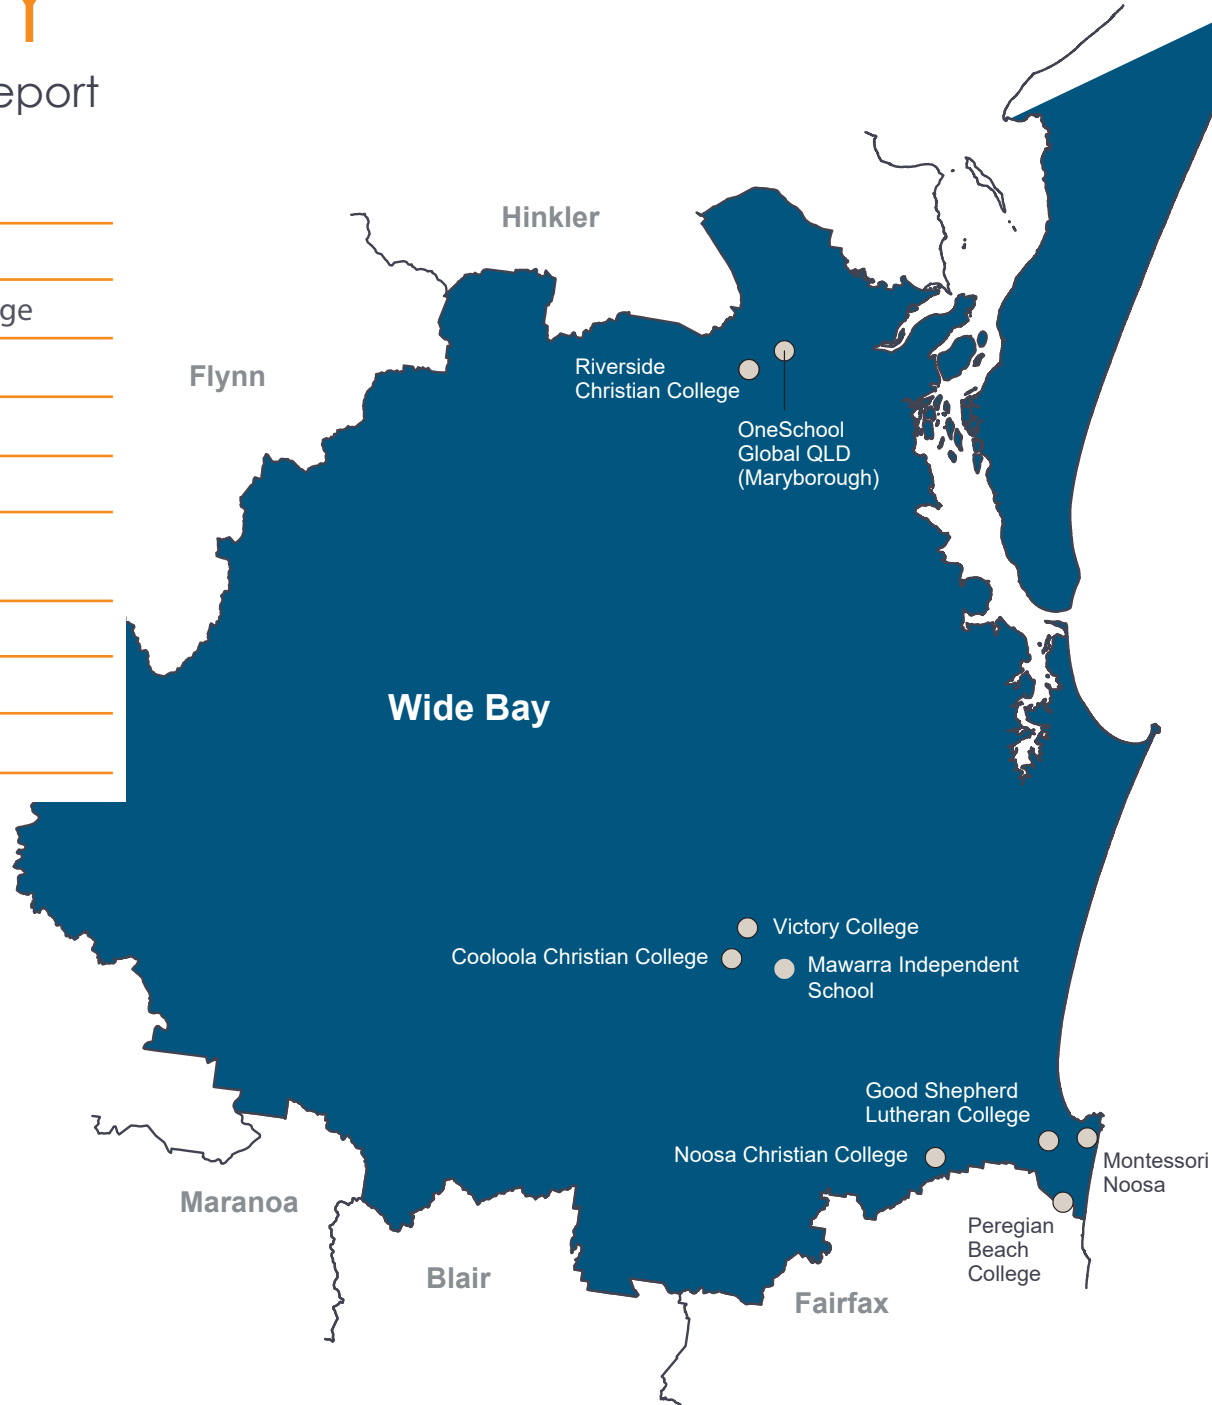 Y
eport
ge
Hinkler
Flynn
Riverside
Christian College
OneSchool
Global QLD
(Maryborough)
Wide Bay
Victory College
Cooloola Christian College
Mawarra Independent
School
Good Shepherd
Lutheran College
Noosa Christian College
Montessori
Noosa
Maranoa
Peregian
Beach
College
Blair
Fairfax